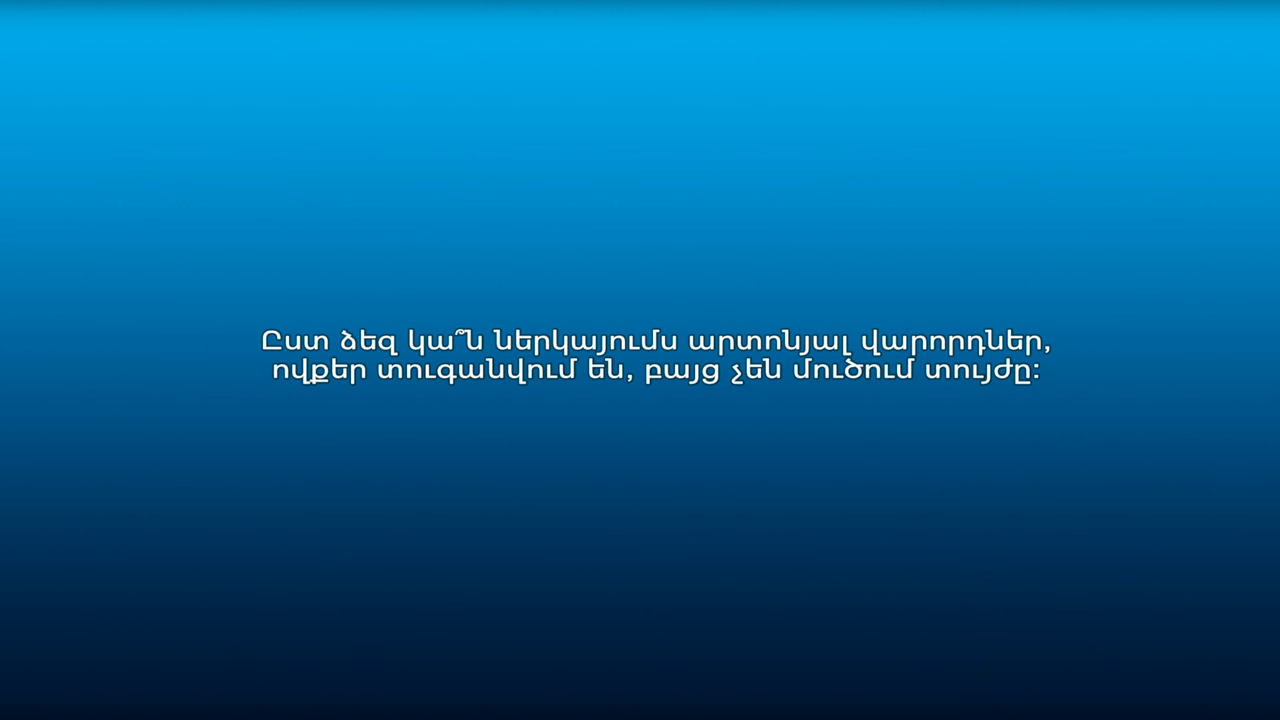 Ըստ ձեզ կա՞ն ներկայումս արտոնյալ վարորդներ,
ովքեր տուգանվում են, բայց չեն մուծում տույժը: